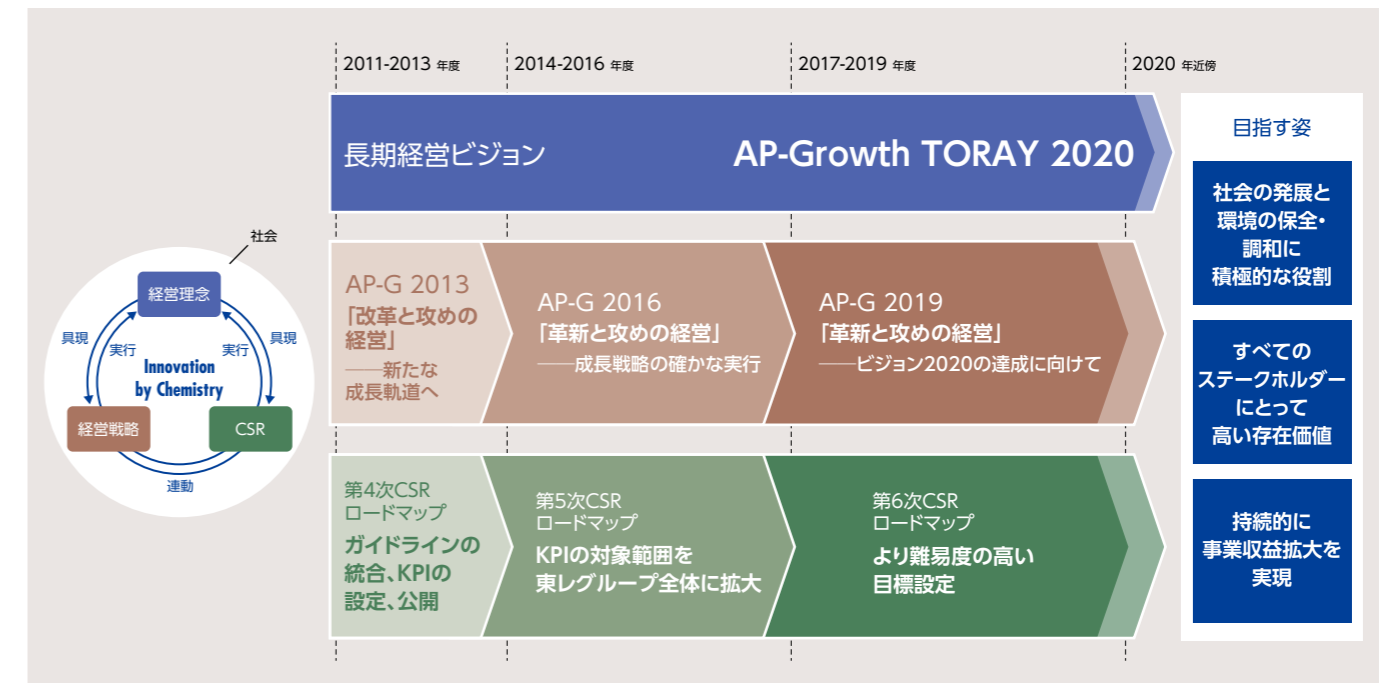 2011-2013 年度
2014-2016 年度
2017-2019 年度
2020 年近傍
長期経営ビジョン
AP-Growth TORAY 2020
目指す姿
社会の発展と
環境の保全・
調和に
積極的な役割
すべての
ステークホルダー
にとって
高い存在価値
持続的に
事業収益拡大を
実現
社会
経営理念
具現
実行
実行
具現
Innovation
by Chemistry
経営戦略
CSR
連動
AP-G 2013
「改革と攻めの
経営」
──新たな
成長軌道へ
AP-G 2016
「革新と攻めの経営」
──成長戦略の確かな実行
AP-G 2019
「革新と攻めの経営」
──ビジョン2020の達成に向けて
第4次CSR
ロードマップ
ガイドラインの
統合、KPIの
設定、公開
第5次CSR
ロードマップ
KPIの対象範囲を
東レグループ全体に拡大
第6次CSR
ロードマップ
より難易度の高い
目標設定